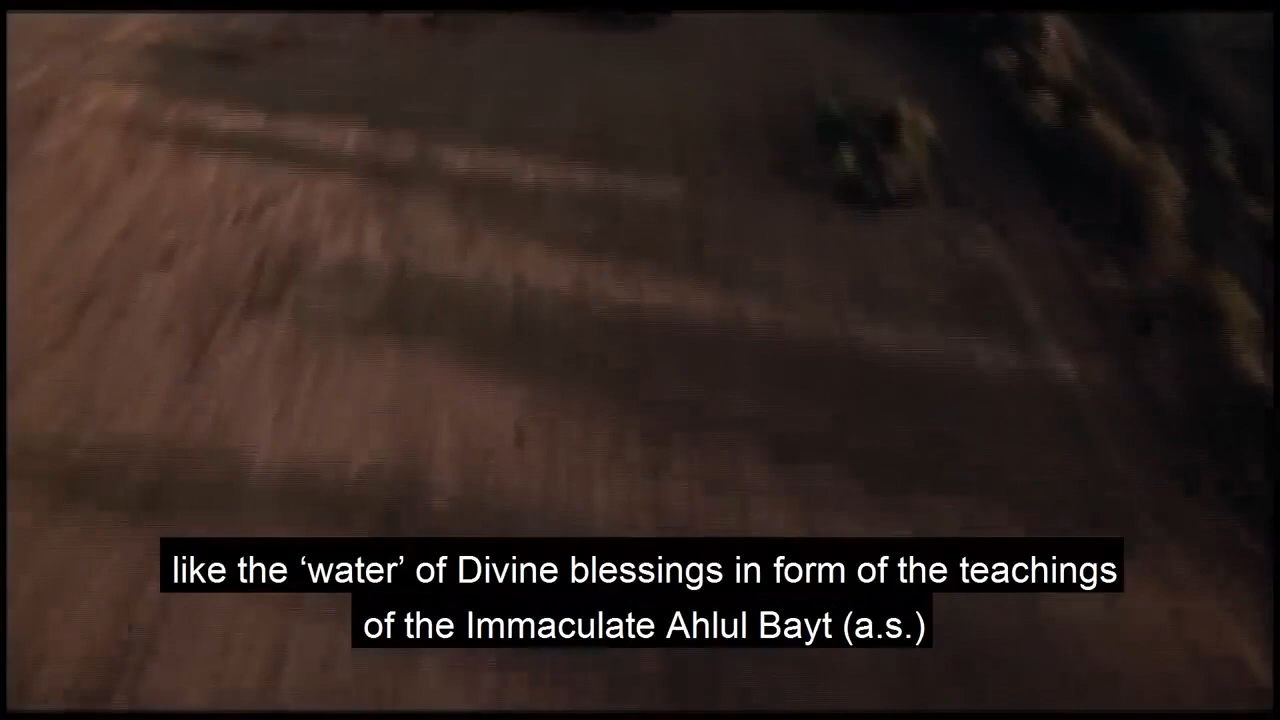 like the ‘water’ of Divine blessings in form of the teachings
of the Immaculate Ahlul Bayt (a.s.)